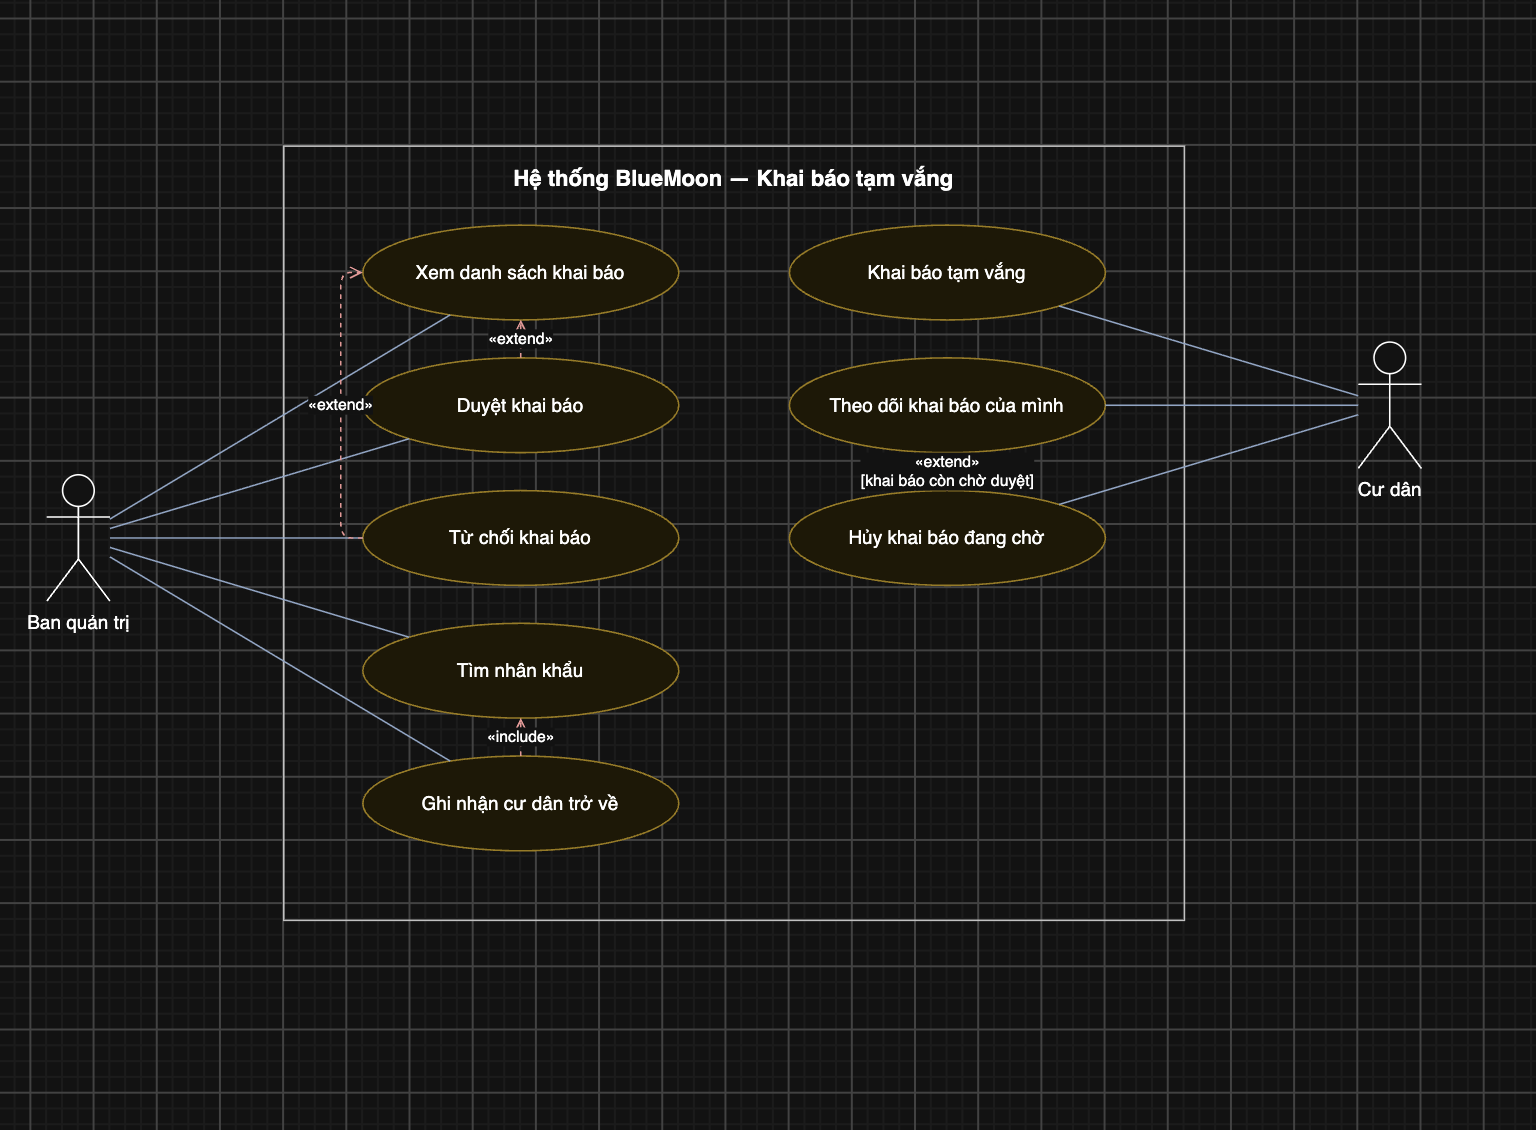 Hệ thống BlueMoon — Khai báo tạm vắng
Xem danh sách khai báo
Khai báo tạm vắng
«extend»
Duyệt khai báo
«extend»
Theo dõi khai báo của mình
«extend»
[khai báo còn chờ duyệt]
Từ chối khai báo
Hủy khai báo đang chờ
Cư dân
Ban quản trị
Tìm nhân khẩu
«include»
Ghi nhận cư dân trở về